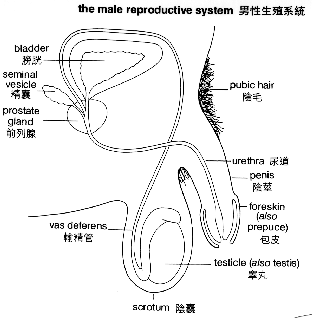 the male reproductive system 男性生殖系統
bladder
膀胱
seminal
vesicle
精囊
prostate
gland
前列腺
pubic hair
陰毛
urethra 尿道
penis
陰莖
foreskin
(also
prepuce)
包皮
vas deferens
輸精管
testicle (also testis)
睾丸
scrotum 陰囊